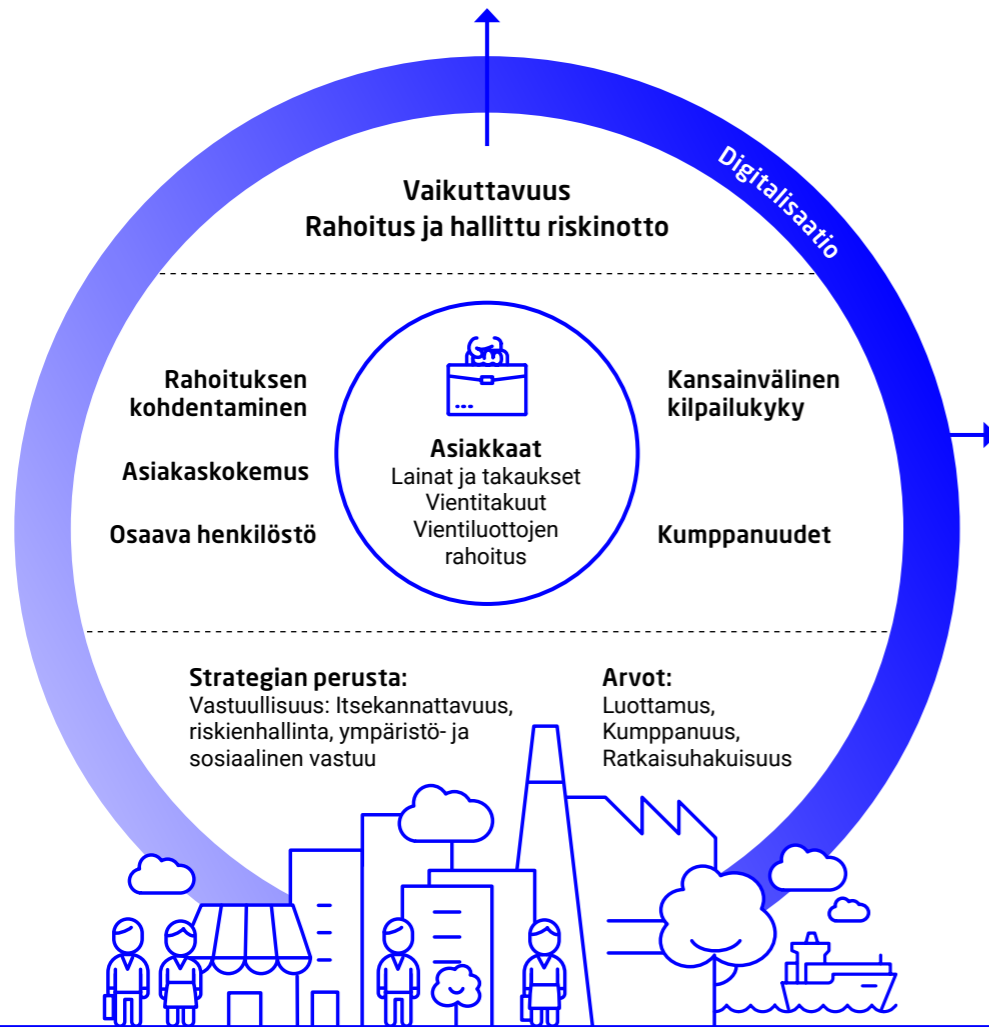 Digitalisaatio
Vaikuttavuus
Rahoitus ja hallittu riskinotto
Rahoituksen
kohdentaminen
Asiakaskokemus
Osaava henkilöstö
Asiakkaat
Lainat ja takaukset
Vientitakuut
Vientiluottojen
rahoitus
Kansainvälinen
kilpailukyky
Kumppanuudet
Strategian perusta:
Vastuullisuus: Itsekannattavuus,
riskienhallinta, ympäristö- ja
sosiaalinen vastuu
Arvot:
Luottamus,
Kumppanuus,
Ratkaisuhakuisuus